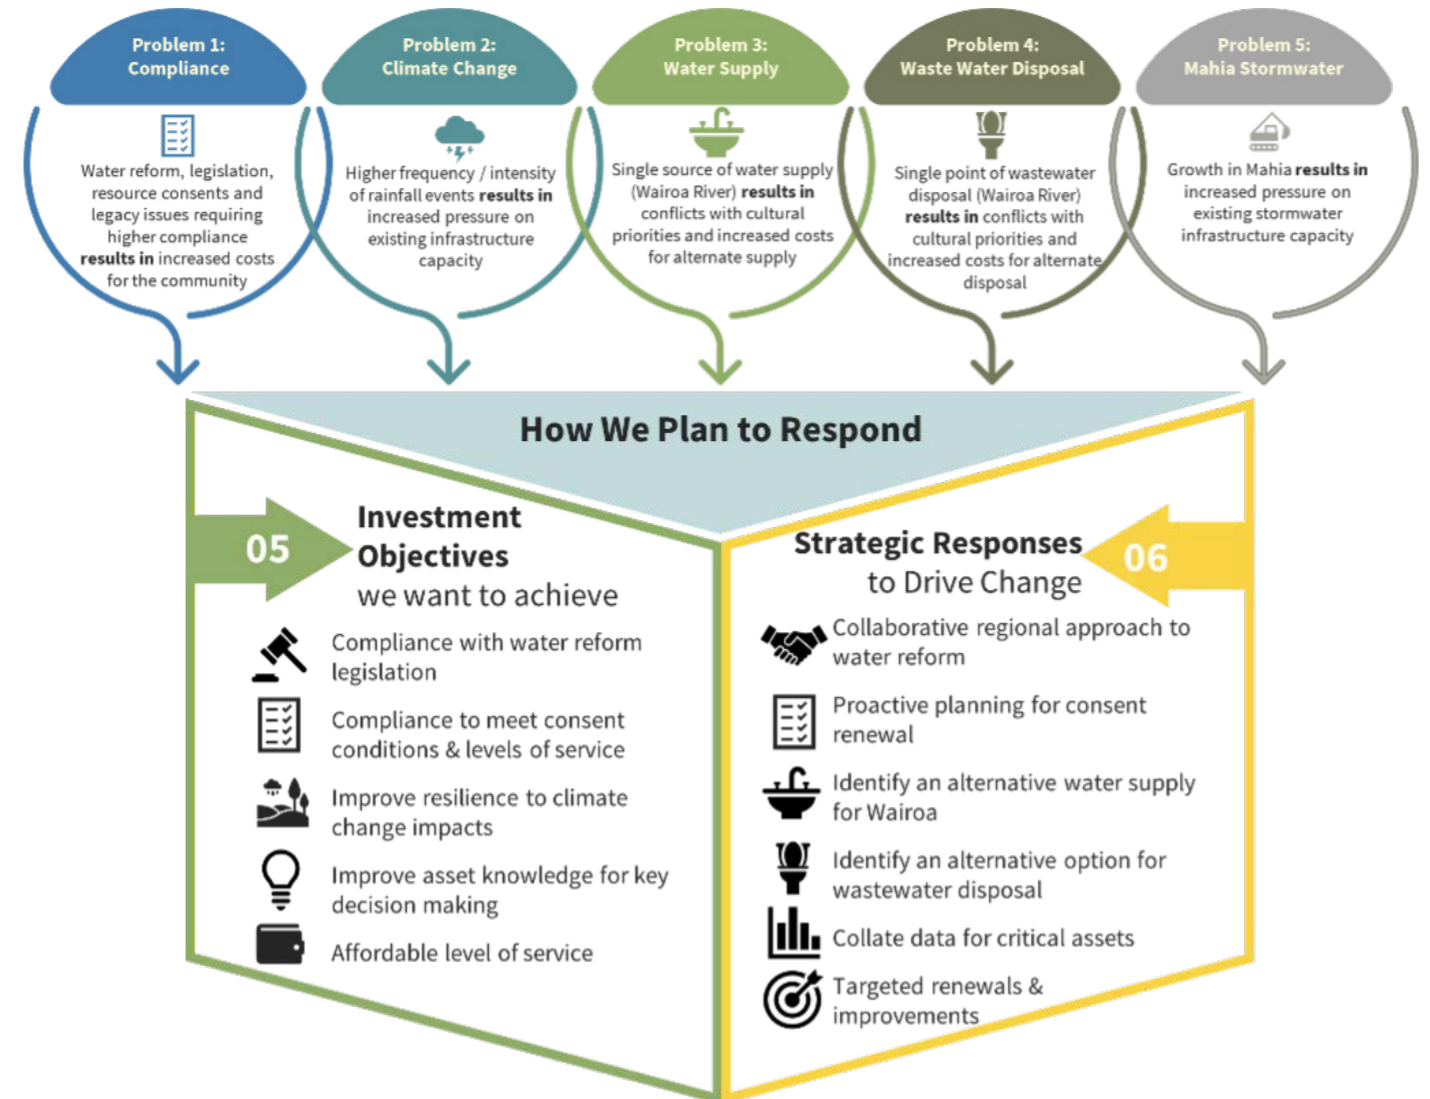 Problem 1:
Compliance
Water reform, legislation,
resource consents and
legacy issues requiring
higher compliance
results in increased costs
for the community
Problem 2:
Climate Change
Higher frequency / intensity
of rainfall events results in
increased pressure on
existing infrastructure
capacity
Problem 3:
Water Supply
Single source of water supply
(Wairoa River) results in
conflicts with cultural
priorities and increased costs
for alternate supply
Problem 4:
Waste Water Disposal
Single point of wastewater
disposal (Wairoa River)
results in conflicts with
cultural priorities and
increased costs for alternate
disposal
Problem 5:
Mahia Stormwater
Growth in Mahia results in
increased pressure on
existing stormwater
infrastructure capacity
How We Plan to Respond
05
Investment
Objectives
we want to achieve
Compliance with water reform
legislation
Compliance to meet consent
conditions & levels of service
Improve resilience to climate
change impacts
Improve asset knowledge for key
decision making
Affordable level of service
Strategic Responses
to Drive Change
06
Collaborative regional approach to
water reform
Proactive planning for consent
renewal
Identify an alternative water supply
for Wairoa
Identify an alternative option for
wastewater disposal
Collate data for critical assets
Targeted renewals &
improvements